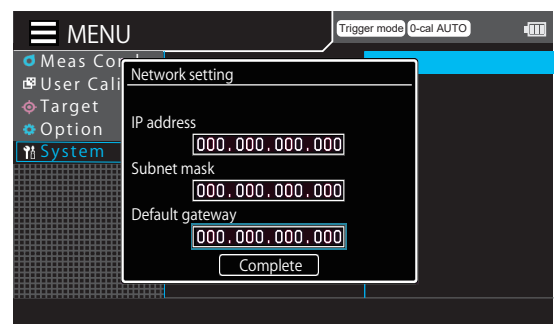 MENU
Trigger mode 0-cal AUTO
Meas Co
User Cali
Target
Option
System
Network setting
IP address
000.000.000.000
Subnet mask
000.000.000.000
Default gateway
000.000.000.000
Complete